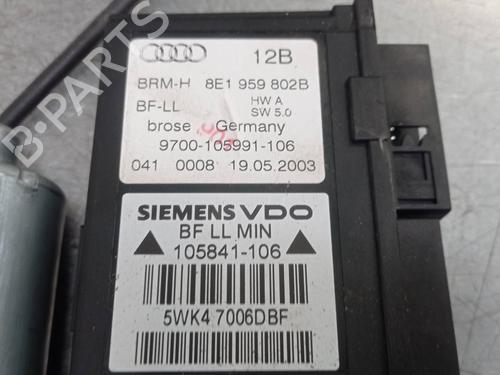 12B
BRM-H 8E1 959 802B
BF-LL HW A
SW 5.0
brose Germany
9700-105991-106
041 0008 19.05.2003
SIEMENS VDO
BF LL MIN
105841-106
5WK4 7006DBF
B-PARTS